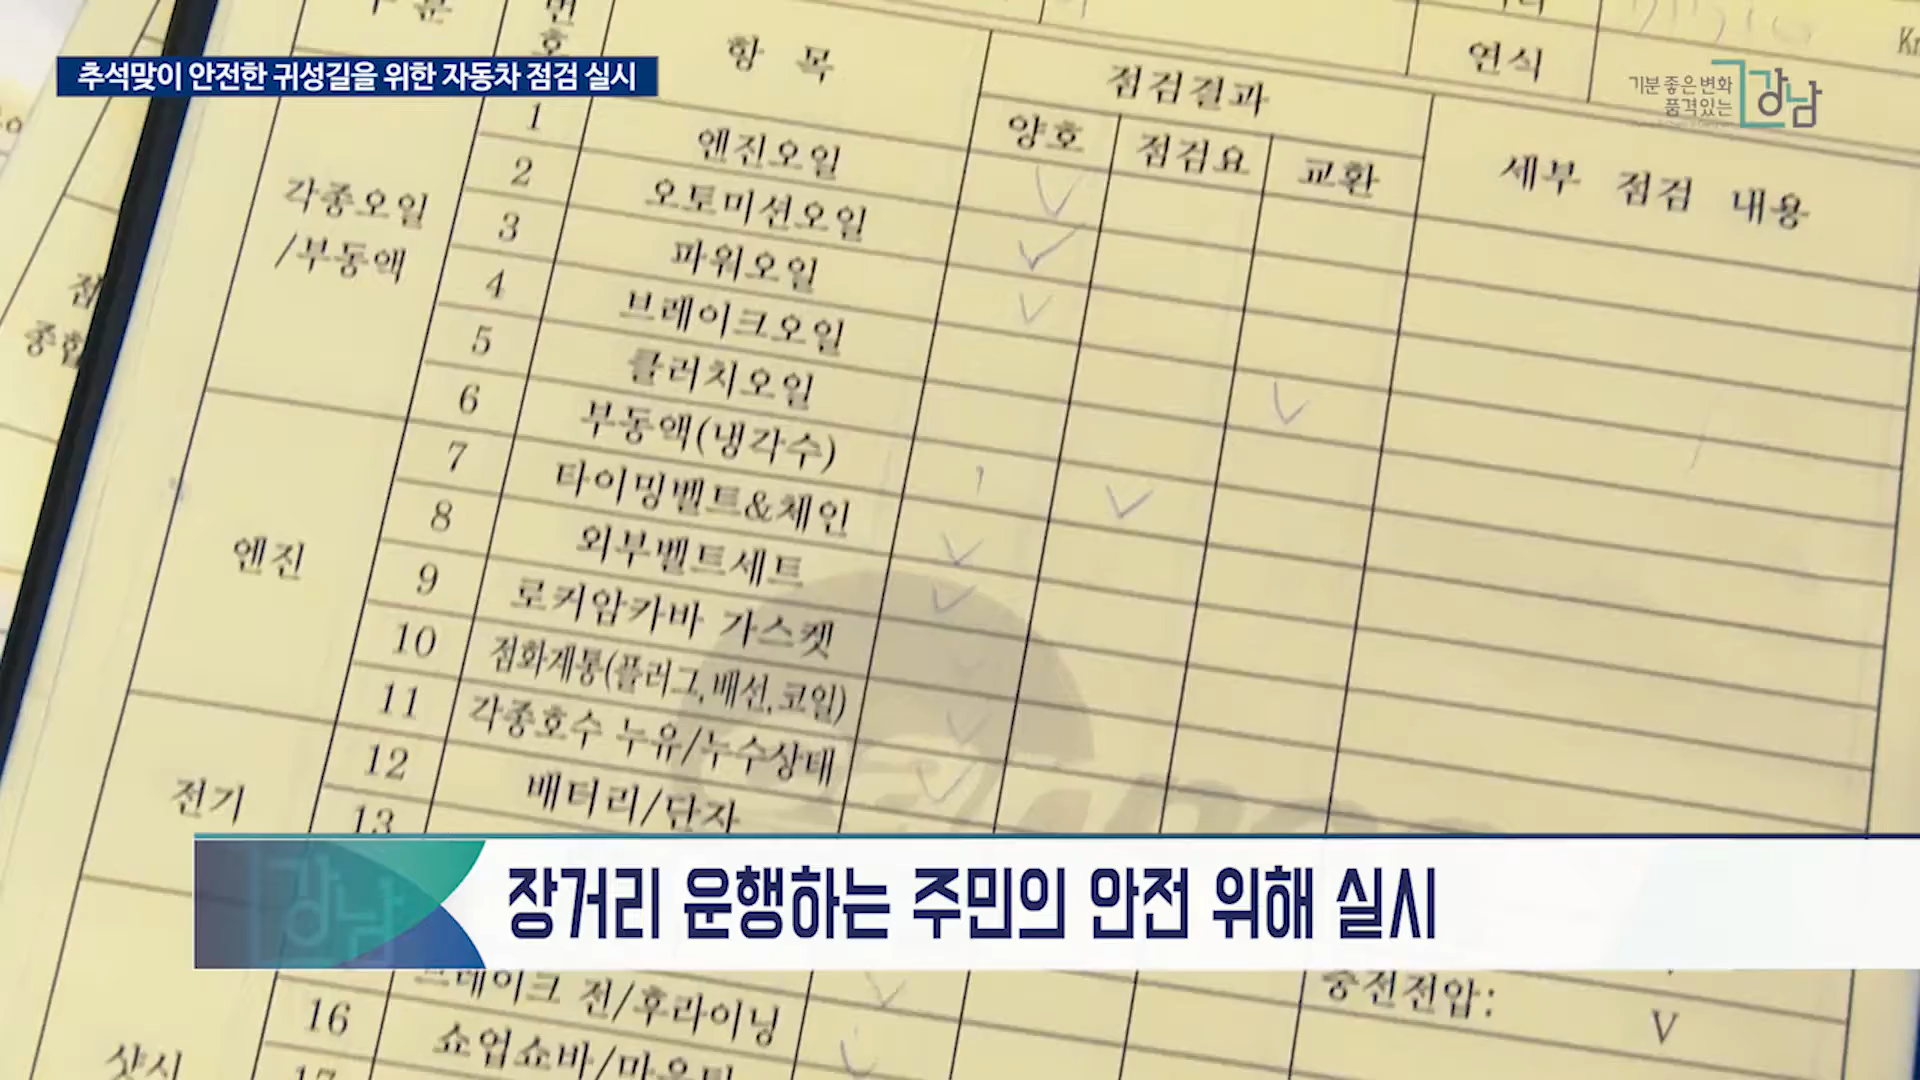 추석맞이 안전한 귀성길을 위한 자동차 점검 실시
기분 좋은 변화
품격있는
강남
구 분
번호
항 목
점검결과
양호
점검요
교환
연식
세부 점검 내용
각종오일
/부동액
1 엔진오일
2 오토미션오일
3 파워오일
4 브레이크오일
5 클러치오일
6 부동액(냉각수)
엔진
7 타이밍벨트&체인
8 외부벨트세트
9 로커암카바 가스켓
10 점화계통(플러그,배선,코일)
11 각종호수 누유/누수상태
전기
12 배터리/단자
13
장거리 운행하는 주민의 안전 위해 실시
브레이크 전/후라이닝
충전전압: V
샷시
16 쇼업쇼바/마운팅
17